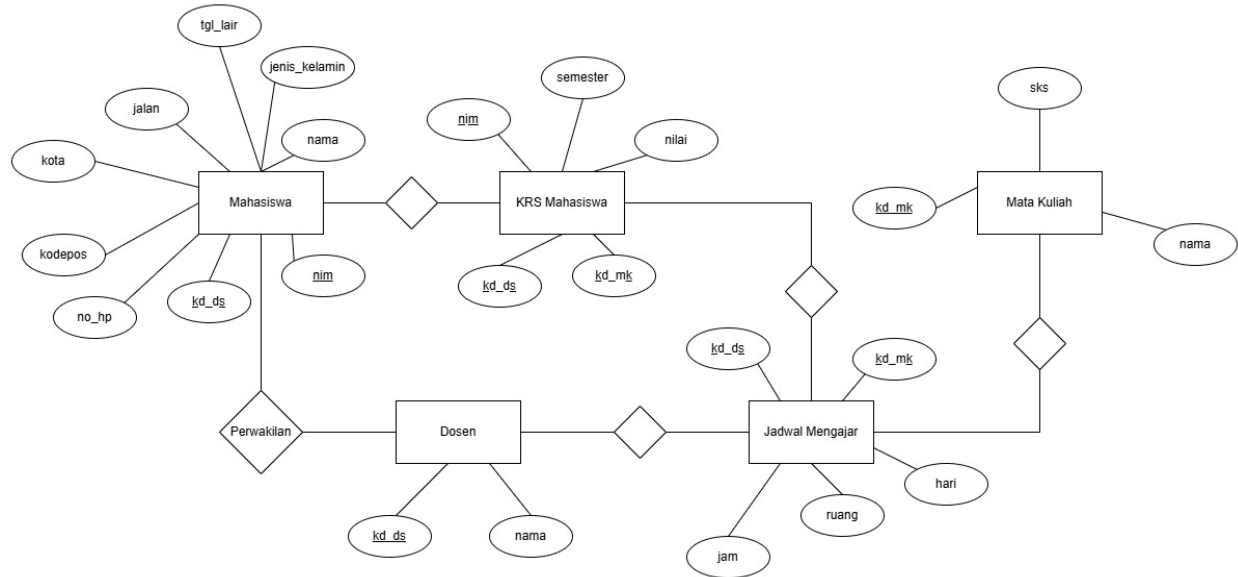 tgl_lair
jenis_kelamin
semester
sks
jalan
nim
nama
nilai
kota
Mahasiswa
KRS Mahasiswa
Mata Kuliah
kd_mk
kodepos
nama
nim
kd_ds
kd_mk
kd_ds
no_hp
kd_ds
kd_mk
Perwakilan
Dosen
Jadwal Mengajar
hari
ruang
kd_ds
nama
jam